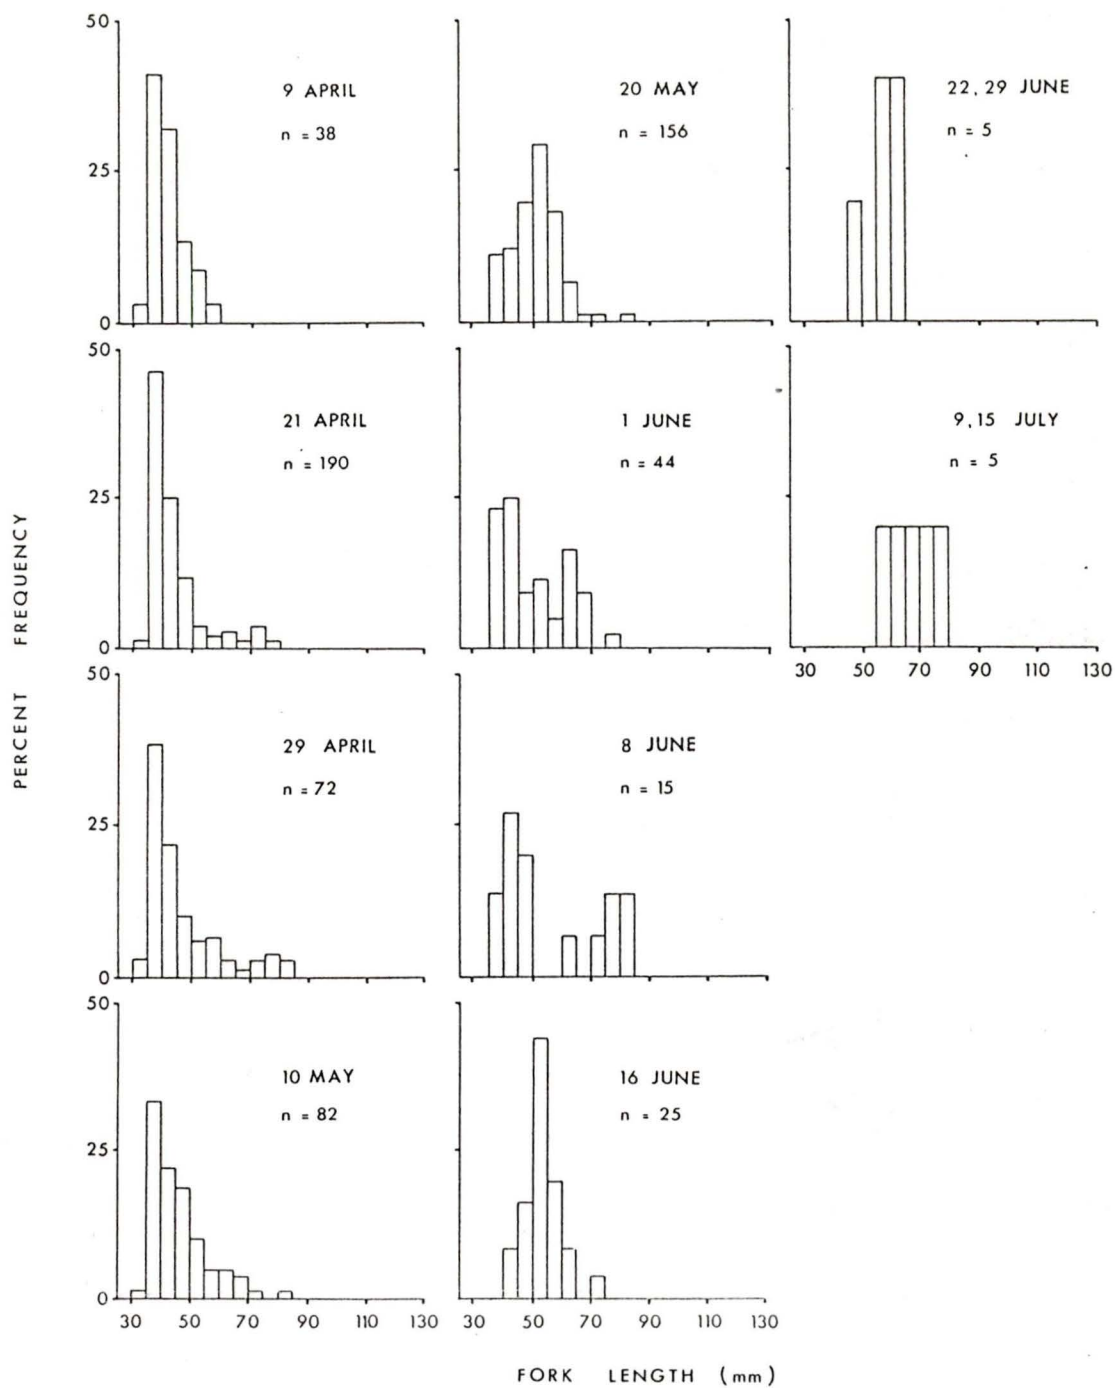 50
25
0
9 APRIL
n = 38
20 MAY
n = 156
22, 29 JUNE
n = 5
50
25
0
21 APRIL
n = 190
1 JUNE
n = 44
9, 15 JULY
n = 5
30 50 70 90 110 130
50
25
0
29 APRIL
n = 72
8 JUNE
n = 15
50
25
0
10 MAY
n = 82
16 JUNE
n = 25
30 50 70 90 110 130
30 50 70 90 110 130
PERCENT FREQUENCY
FORK LENGTH (mm)